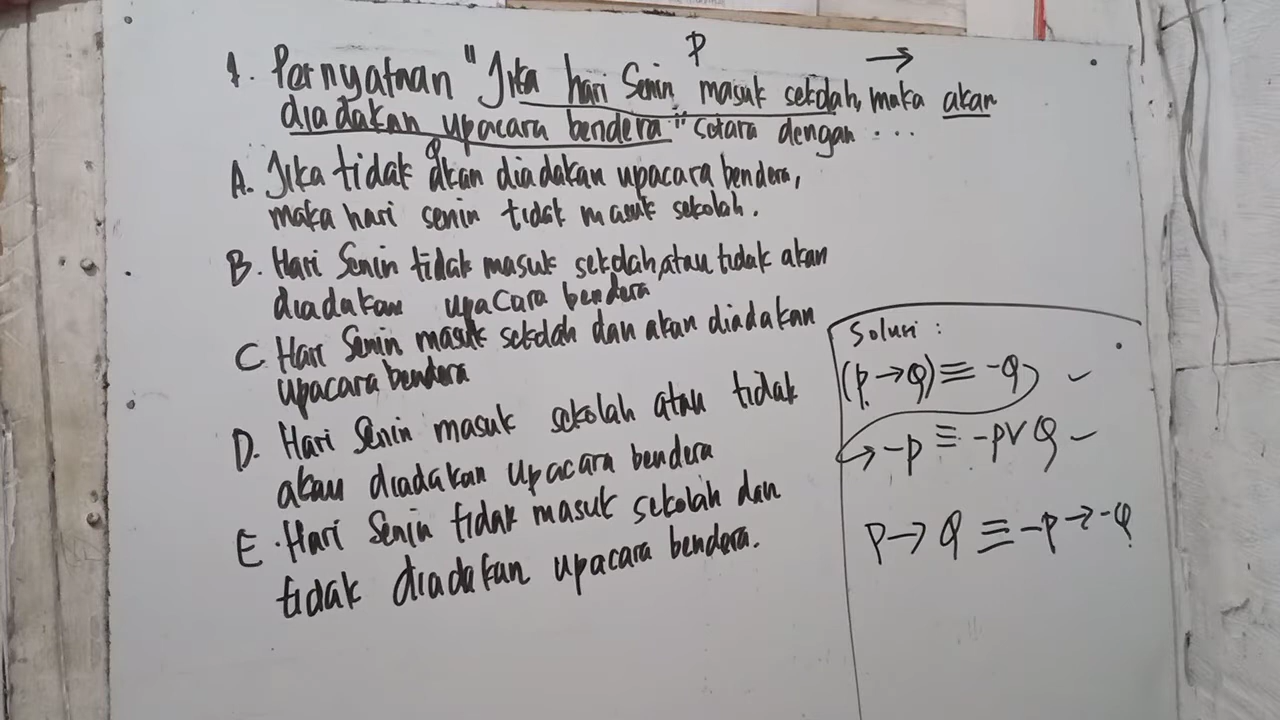 P →
1. Pernyataan "Jika hari Senin masuk sekolah, maka akan
diadakan upacara bendera" setara dengan ...
Q
A. Jika tidak akan diadakan upacara bendera,
maka hari senin tidak masuk sekolah.
B. Hari Senin tidak masuk sekolah, atau tidak akan
diadakan upacara bendera
C. Hari Senin masuk sekolah dan akan diadakan
upacara bendera
D. Hari Senin masuk sekolah atau tidak
akan diadakan upacara bendera
E. Hari Senin tidak masuk sekolah dan
tidak diadakan upacara bendera.
Solusi :
(P → Q) ≡ -Q ✓
→ -P ≡ -P ∨ Q ✓
P → Q ≡ -P → -Q